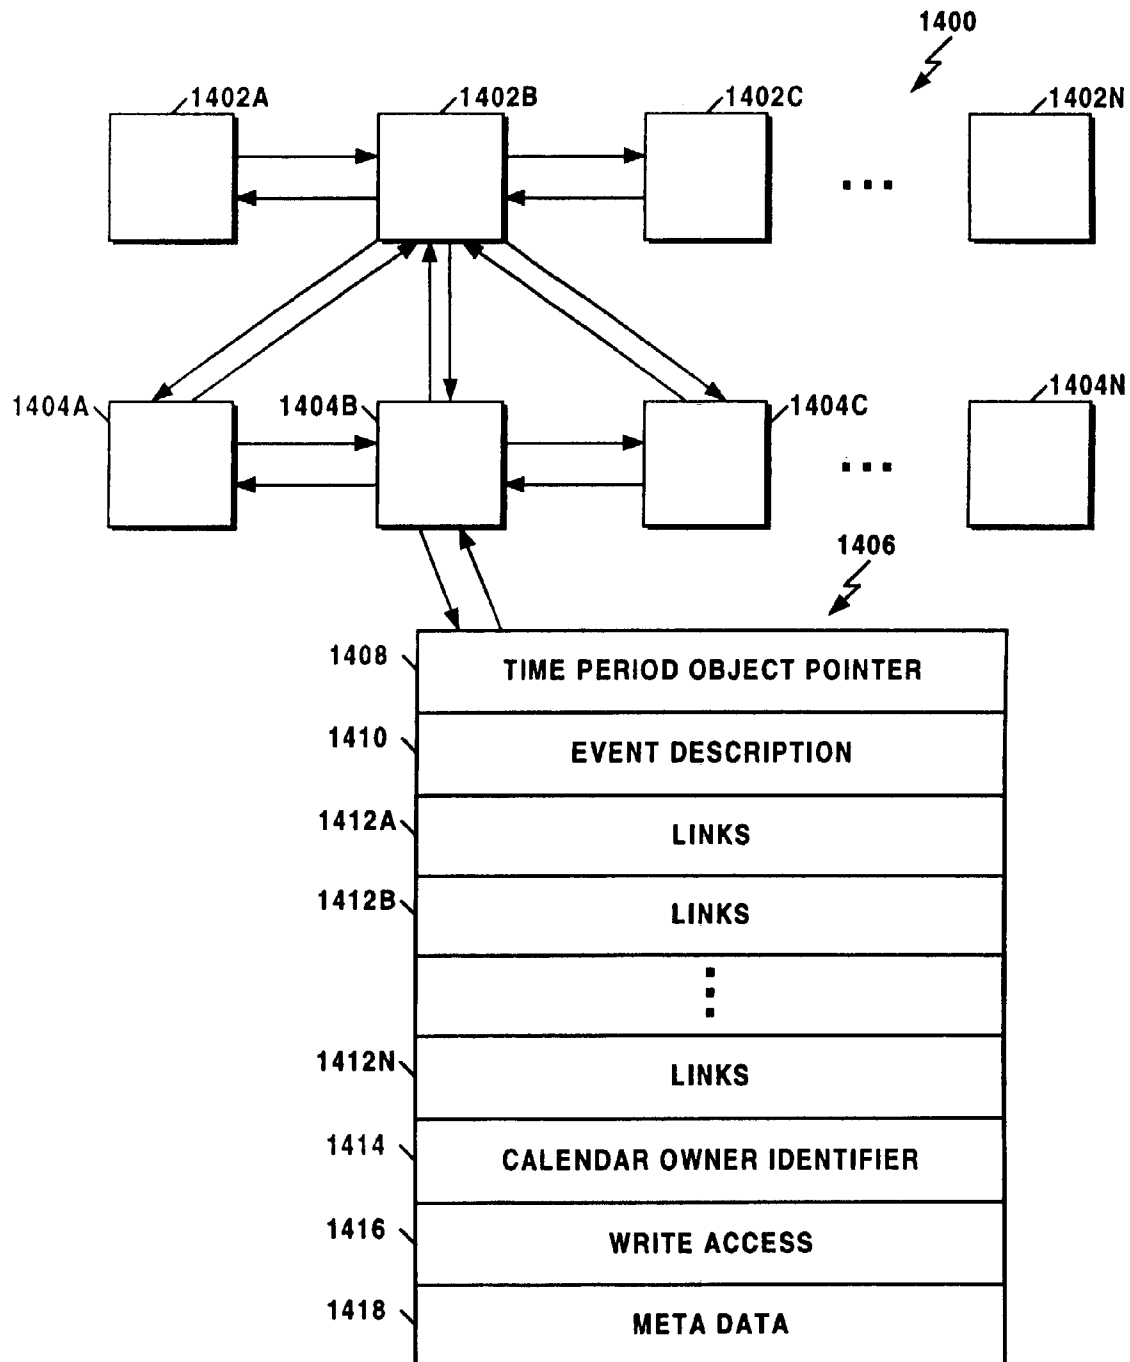 1400
1402A
1402B
1402C
1402N
1404A
1404B
1404C
1404N
1406
1408
TIME PERIOD OBJECT POINTER
1410
EVENT DESCRIPTION
1412A
LINKS
1412B
LINKS
1412N
LINKS
1414
CALENDAR OWNER IDENTIFIER
1416
WRITE ACCESS
1418
META DATA